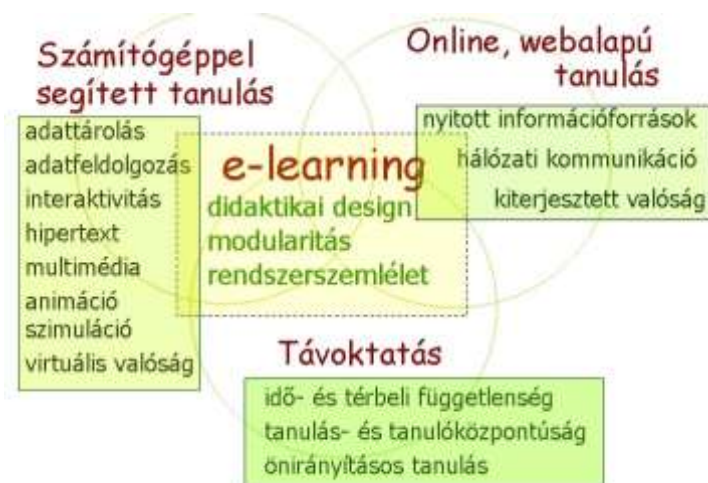 Számítógéppel
segített tanulás
adattárolás
adatfeldolgozás
interaktivitás
hipertext
multimédia
animáció
szimuláció
virtuális valóság
Online, webalapú
tanulás
nyitott információforrások
hálózati kommunikáció
kiterjesztett valóság
e-learning
didaktikai design
modularitás
rendszerszemlélet
Távoktatás
idő- és térbeli függetlenség
tanulás- és tanulóközpontúság
önirányításos tanulás